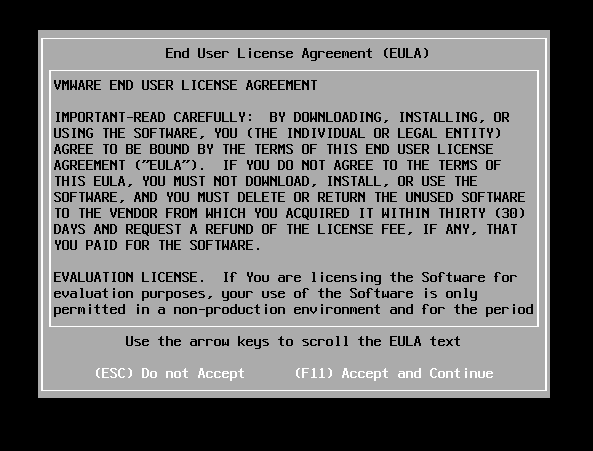 End User License Agreement (EULA)
VMWARE END USER LICENSE AGREEMENT
IMPORTANT-READ CAREFULLY:  BY DOWNLOADING, INSTALLING, OR
USING THE SOFTWARE, YOU (THE INDIVIDUAL OR LEGAL ENTITY)
AGREE TO BE BOUND BY THE TERMS OF THIS END USER LICENSE
AGREEMENT ("EULA").  IF YOU DO NOT AGREE TO THE TERMS OF
THIS EULA, YOU MUST NOT DOWNLOAD, INSTALL, OR USE THE
SOFTWARE, AND YOU MUST DELETE OR RETURN THE UNUSED SOFTWARE
TO THE VENDOR FROM WHICH YOU ACQUIRED IT WITHIN THIRTY (30)
DAYS AND REQUEST A REFUND OF THE LICENSE FEE, IF ANY, THAT
YOU PAID FOR THE SOFTWARE.
EVALUATION LICENSE.  If You are licensing the Software for
evaluation purposes, your use of the Software is only
permitted in a non-production environment and for the period
Use the arrow keys to scroll the EULA text
(ESC) Do not Accept      (F11) Accept and Continue